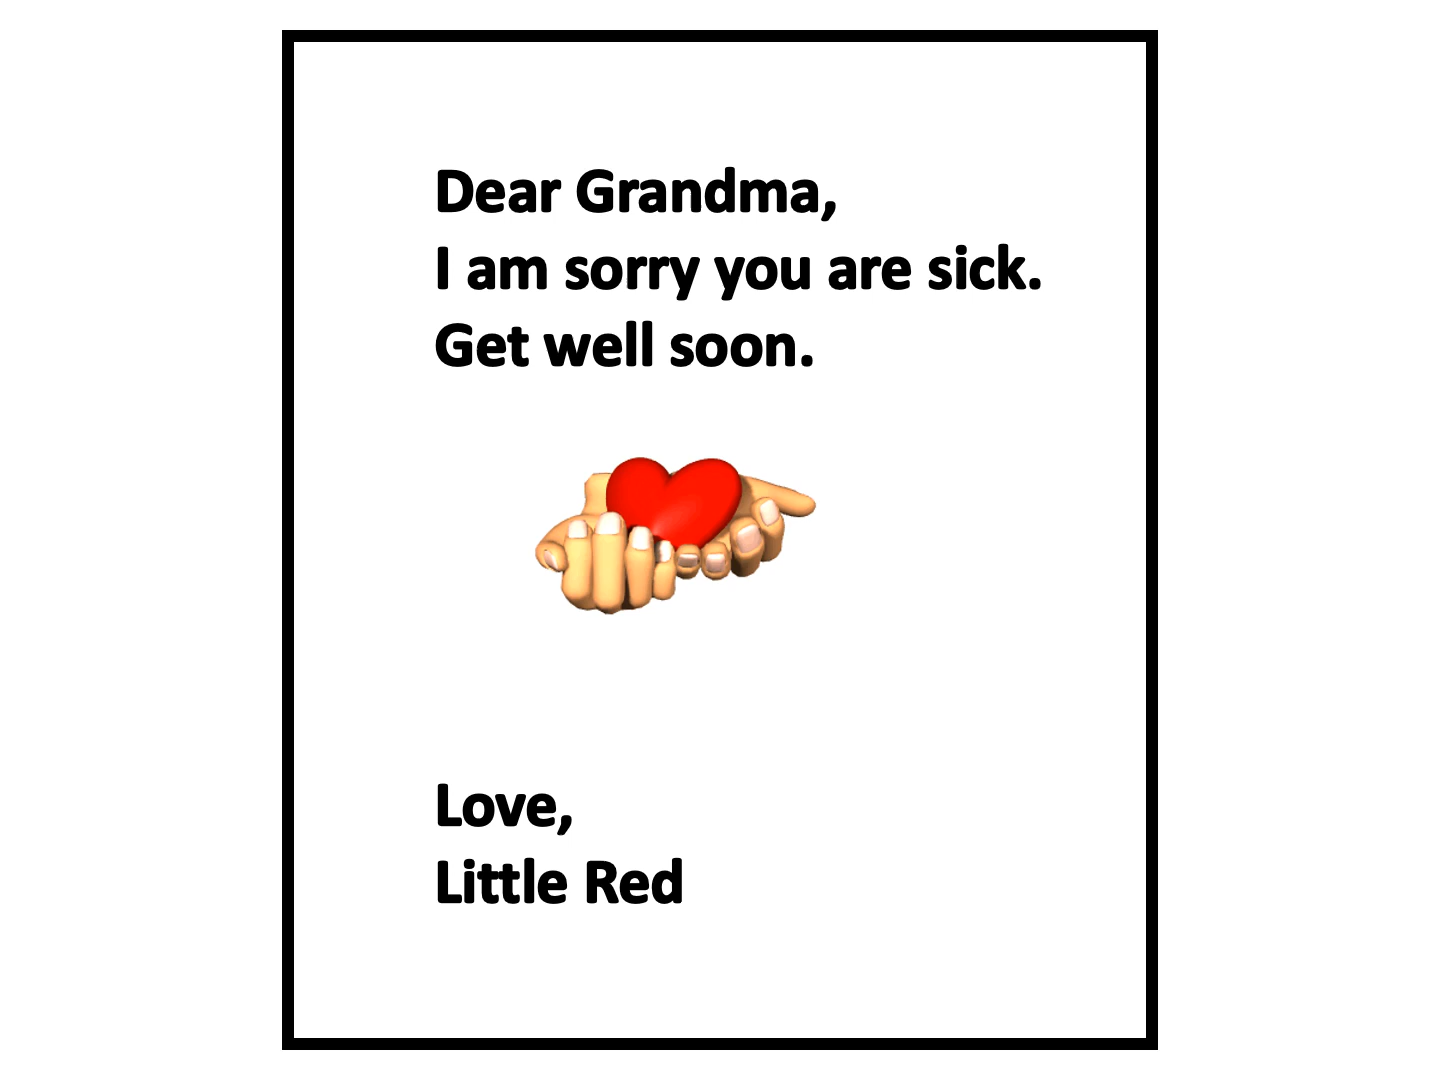 Dear Grandma,
I am sorry you are sick.
Get well soon.
Love,
Little Red